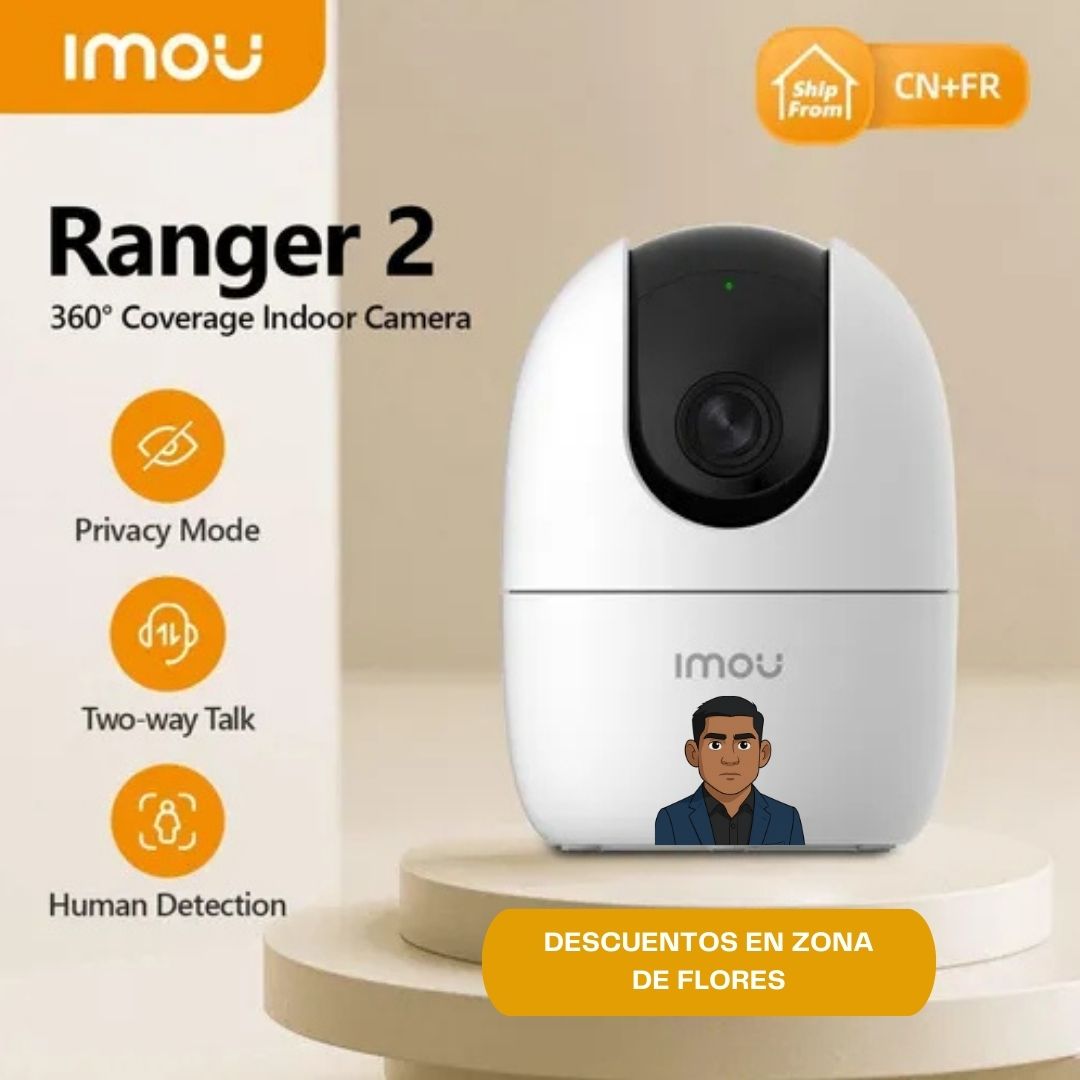 imou
Ship
From
CN+FR
Ranger 2
360° Coverage Indoor Camera
Privacy Mode
Two-way Talk
Human Detection
imou
DESCUENTOS EN ZONA
DE FLORES